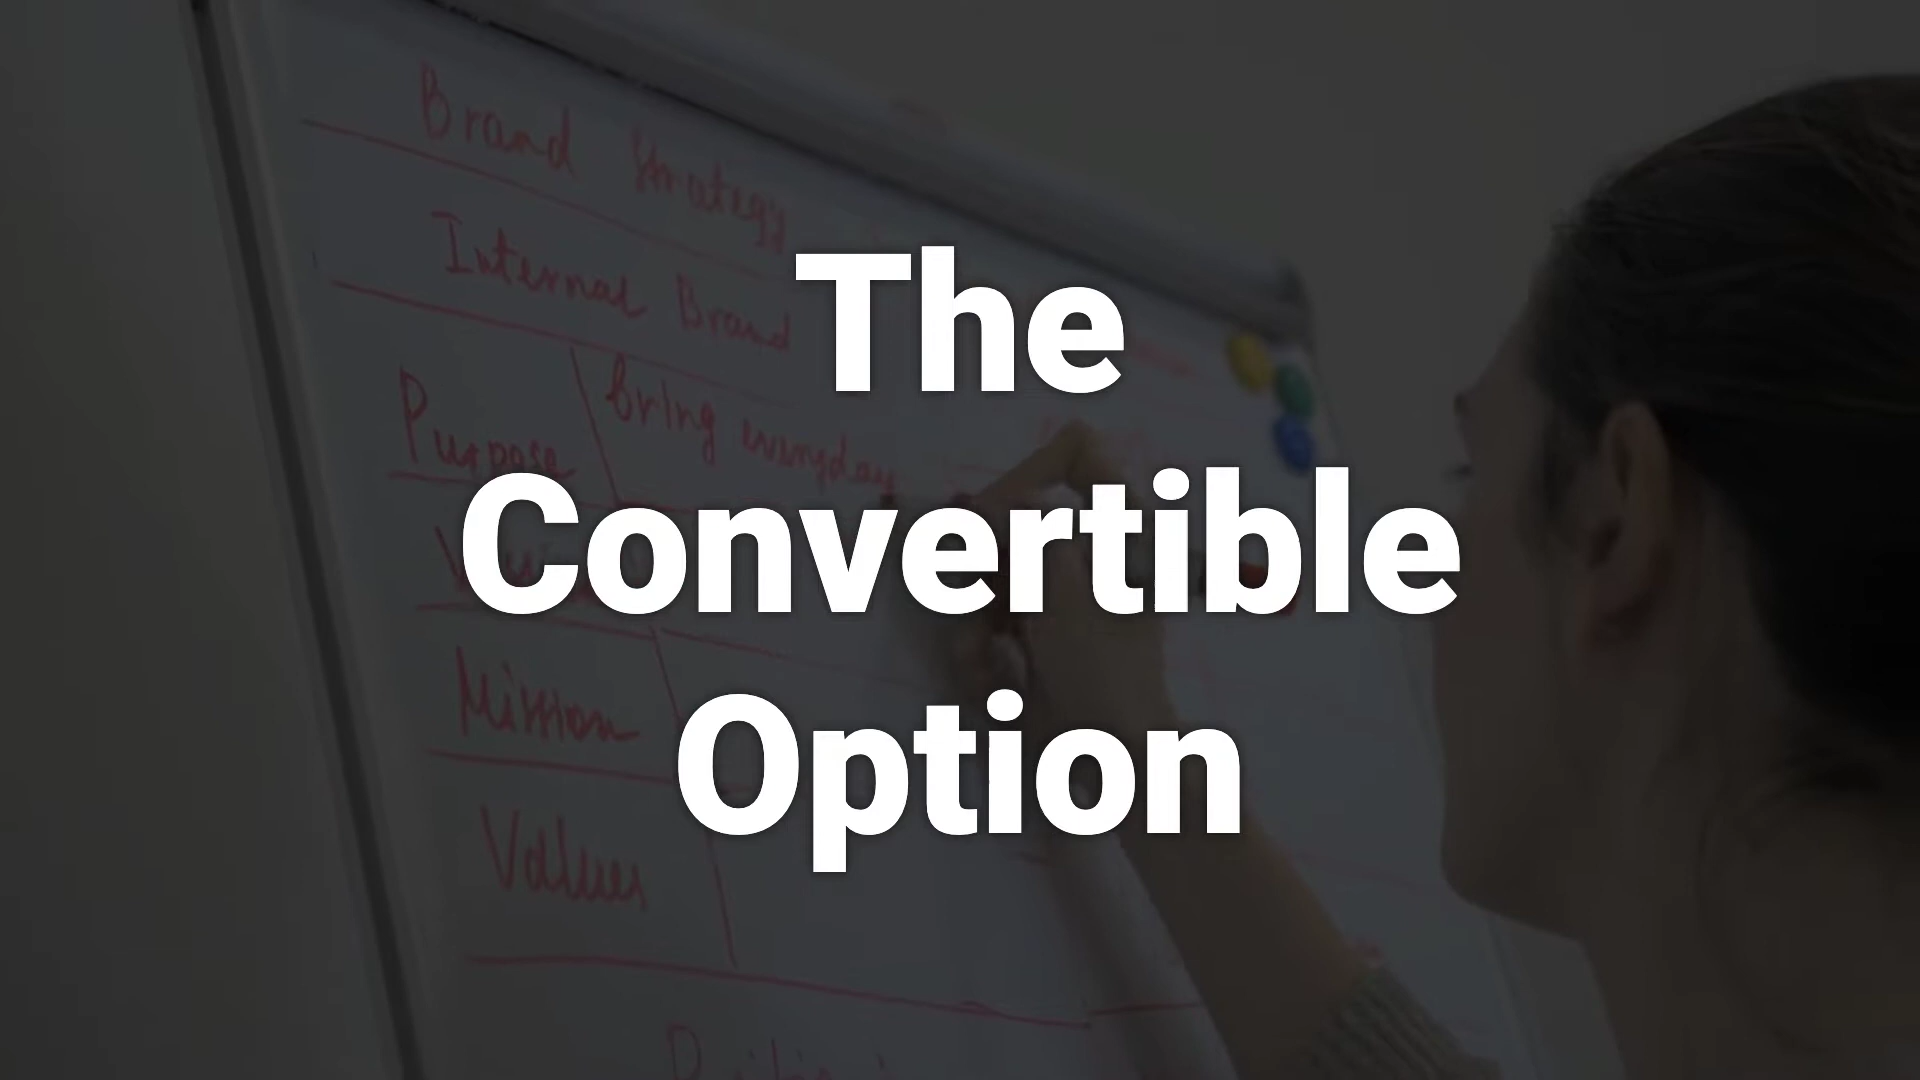 The
Convertible
Option
Brand Strategy
Internal Brand
Purpose bring everyday
Mission
Values